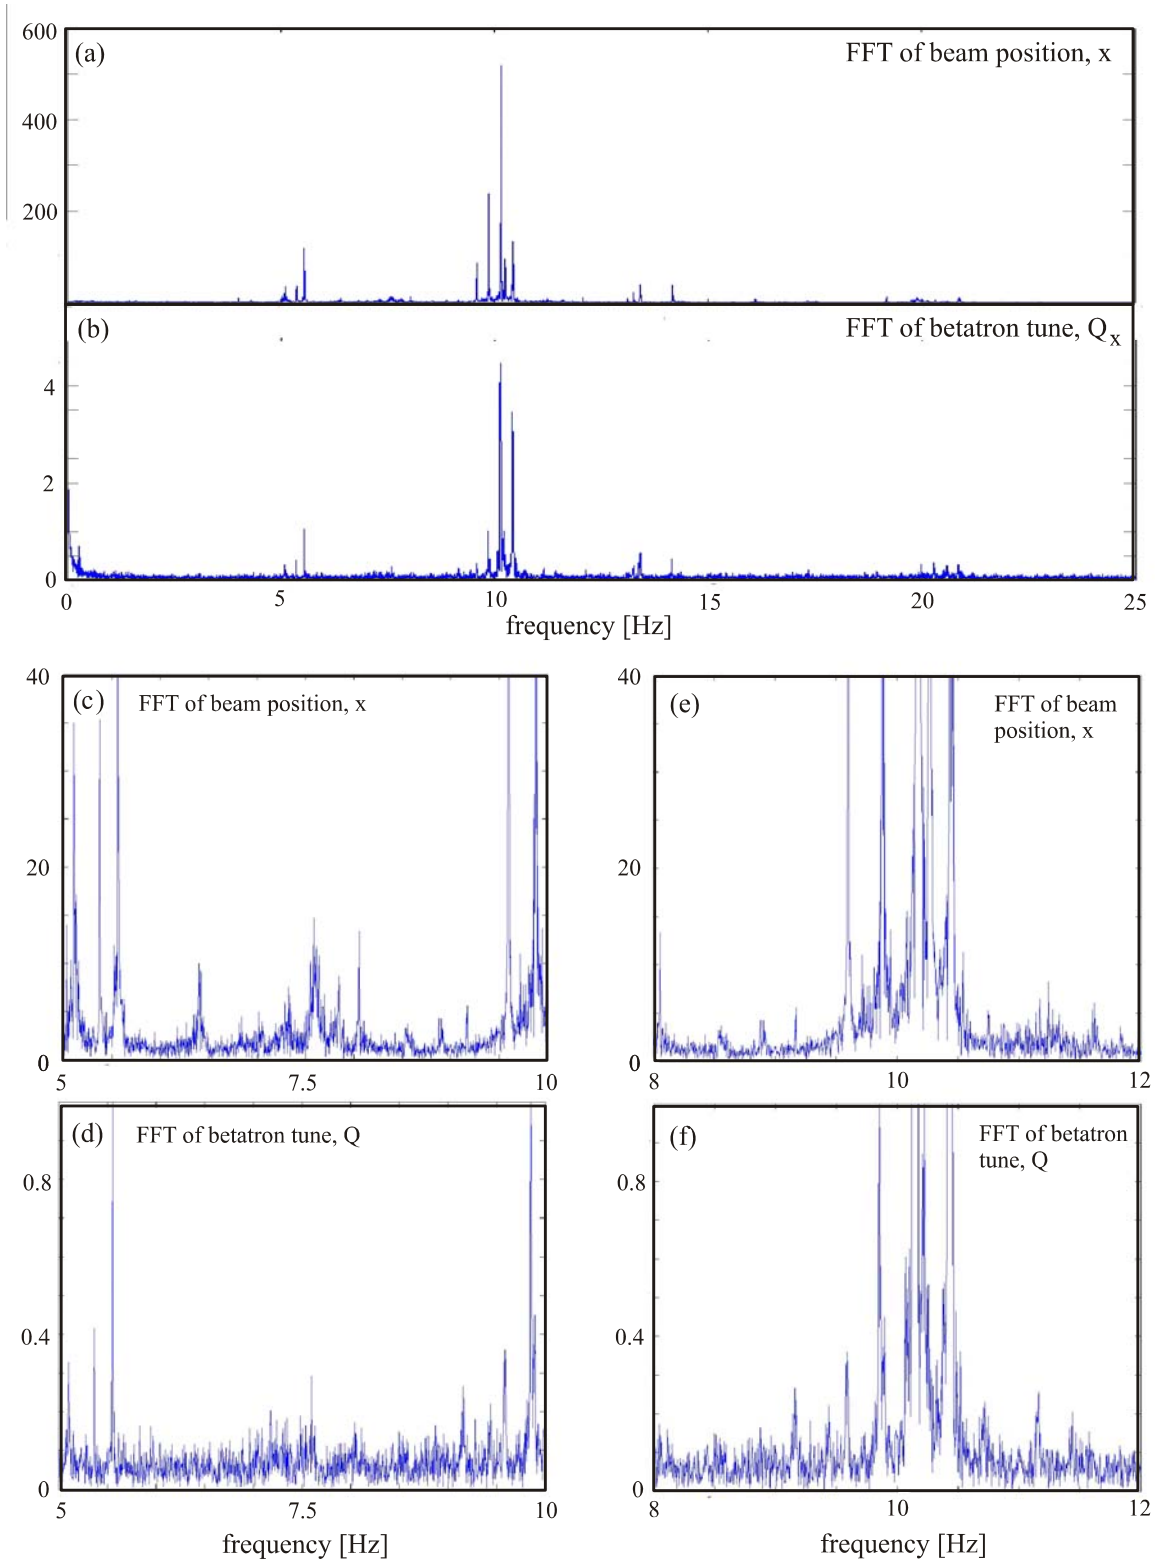 600
(a)
FFT of beam position, x
400
200
(b)
FFT of betatron tune, Qx
4
2
0
0 5 10 15 20 25
frequency [Hz]
40
(c)
FFT of beam position, x
20
0
5 7.5 10
40
(e)
FFT of beam
position, x
20
0
8 10 12
(d)
FFT of betatron tune, Q
0.8
0.4
0
5 7.5 10
frequency [Hz]
(f)
FFT of betatron
tune, Q
0.8
0.4
0
8 10 12
frequency [Hz]